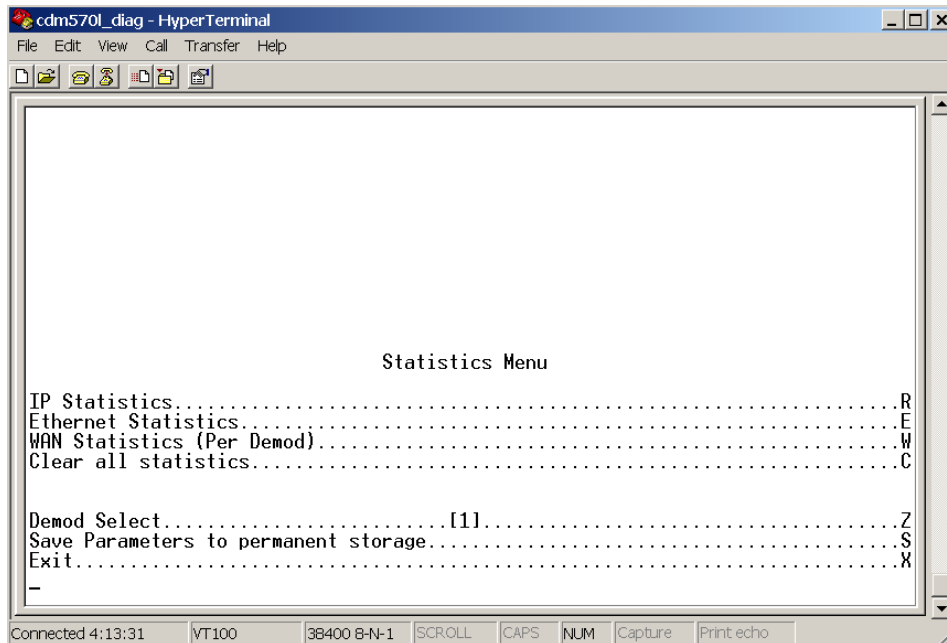 cdm570l_diag - HyperTerminal
File Edit View Call Transfer Help
Statistics Menu
IP Statistics...................................................................R
Ethernet Statistics.............................................................E
WAN Statistics (Per Demod)......................................................W
Clear all statistics............................................................C
Demod Select..........................[1].......................................Z
Save Parameters to permanent storage............................................S
Exit............................................................................X
Connected 4:13:31 VT100 38400 8-N-1 SCROLL CAPS NUM Capture Print echo